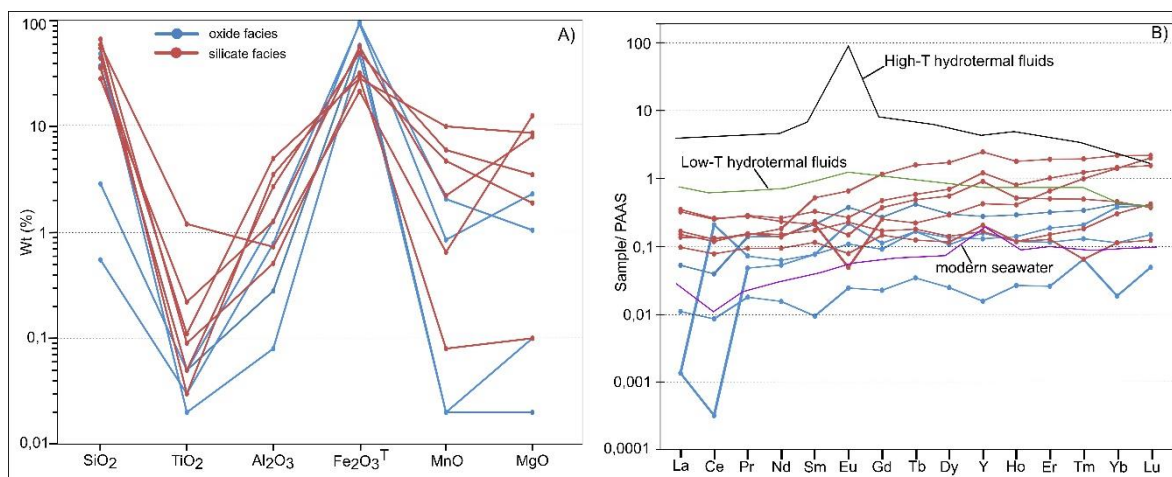 A)
oxide facies
silicate facies
Wt (%)
100
10
1
0,1
0,01
SiO₂
TiO₂
Al₂O₃
Fe₂O₃ᵀ
MnO
MgO
B)
High-T hydrotermal fluids
Low-T hydrotermal fluids
modern seawater
Sample/ PAAS
100
10
1
0,1
0,01
0,001
0,0001
La Ce Pr Nd Sm Eu Gd Tb Dy Y Ho Er Tm Yb Lu